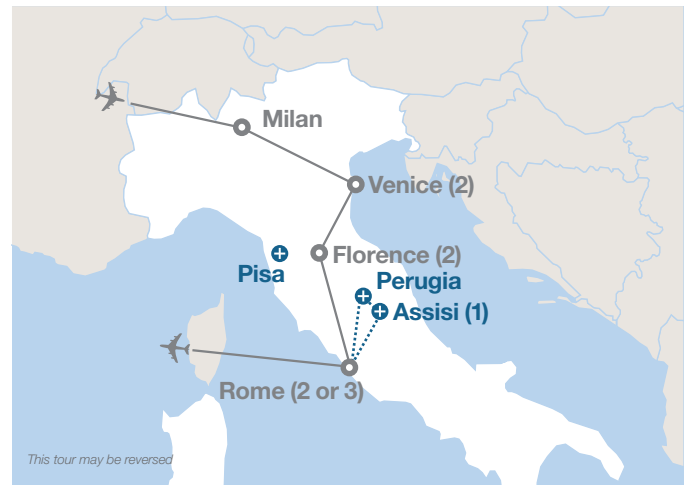 Milan
Venice (2)
Florence (2)
Pisa
Perugia
Assisi (1)
Rome (2 or 3)
This tour may be reversed